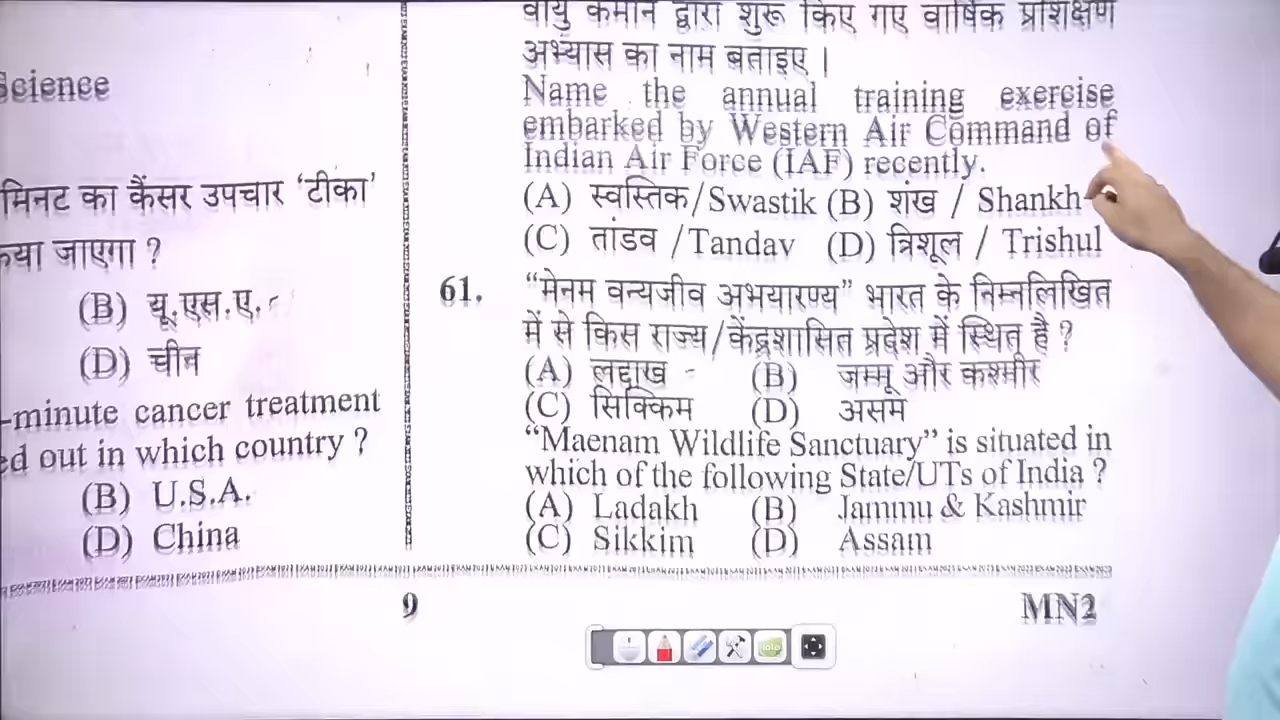 Science
मिनट का कैंसर उपचार ‘टीका’
जाएगा ?
(B) यू.एस.ए.
(D) चीन
-minute cancer treatment
ed out in which country ?
(B) U.S.A.
(D) China
वायु कमान द्वारा शुरू किए गए वार्षिक प्रशिक्षण
अभ्यास का नाम बताइए ।
Name the annual training exercise
embarked by Western Air Command of
Indian Air Force (IAF) recently.
(A) स्वस्तिक/Swastik (B) शंख / Shankh
(C) तांडव /Tandav (D) त्रिशूल / Trishul
61. “मेनम वन्यजीव अभयारण्य” भारत के निम्नलिखित
में से किस राज्य/केंद्रशासित प्रदेश में स्थित है ?
(A) लद्दाख (B) जम्मू और कश्मीर
(C) सिक्किम (D) असम
“Maenam Wildlife Sanctuary” is situated in
which of the following State/UTs of India ?
(A) Ladakh (B) Jammu & Kashmir
(C) Sikkim (D) Assam
9
MN2